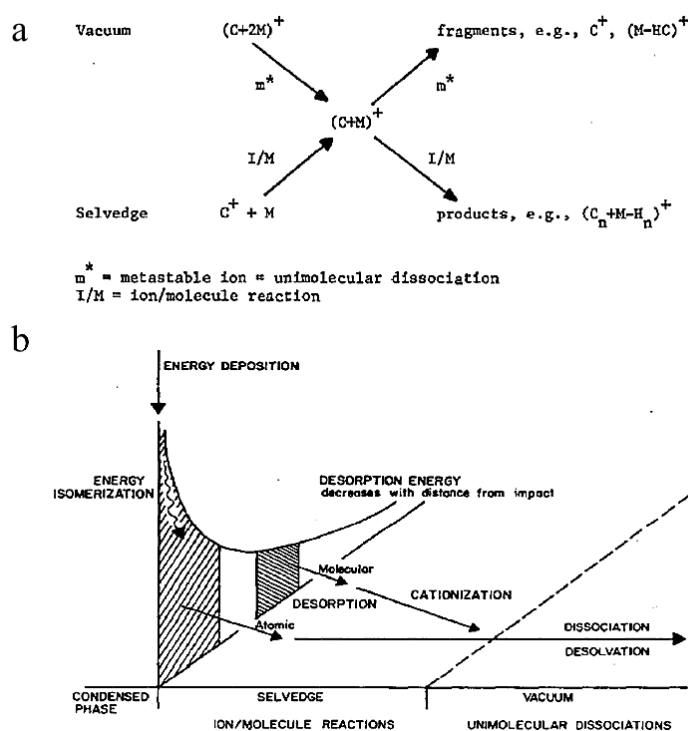 a
Vacuum (C+2M)+ fragments, e.g., C+, (M-HC)+
m* m*
(C+M)+
I/M I/M
Selvedge C+ + M products, e.g., (Cn+M-Hn)+
m* = metastable ion = unimolecular dissociation
I/M = ion/molecule reaction
b
ENERGY DEPOSITION
ENERGY
ISOMERIZATION
DESORPTION ENERGY
decreases with distance from impact
Molecular
DESORPTION
CATIONIZATION
Atomic
DISSOCIATION
DESOLVATION
CONDENSED
PHASE
SELVEDGE
VACUUM
ION/MOLECULE REACTIONS
UNIMOLECULAR DISSOCIATIONS